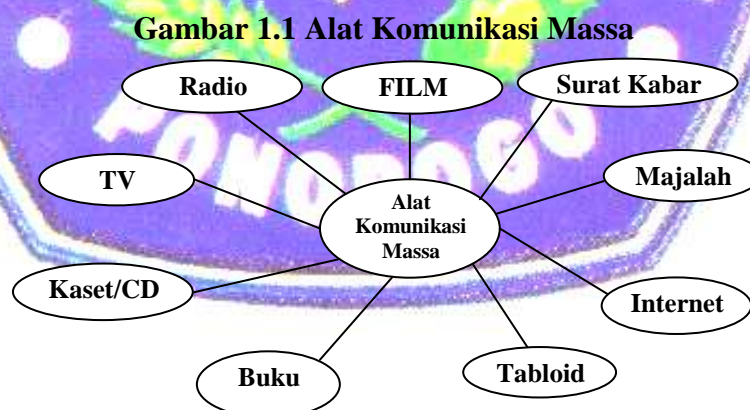 Gambar 1.1 Alat Komunikasi Massa
Radio
FILM
Surat Kabar
TV
Majalah
PONOROGO
Alat
Komunikasi
Massa
Kaset/CD
Internet
Buku
Tabloid